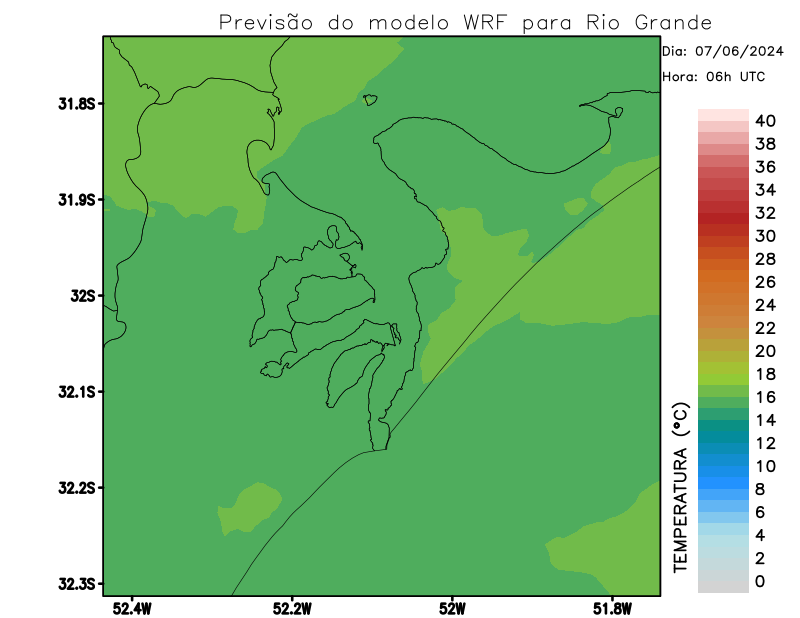 Previsão do modelo WRF para Rio Grande
Dia: 07/06/2024
Hora: 06h UTC
31.8S
31.9S
32S
32.1S
32.2S
32.3S
52.4W
52.2W
52W
51.8W
TEMPERATURA (°C)
40
38
36
34
32
30
28
26
24
22
20
18
16
14
12
10
8
6
4
2
0